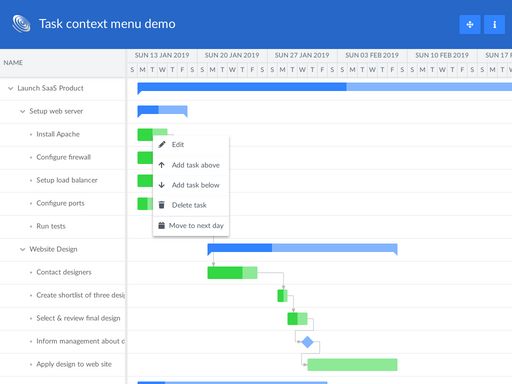 Task context menu demo
SUN 13 JAN 2019 SUN 20 JAN 2019 SUN 27 JAN 2019 SUN 03 FEB 2019 SUN 10 FEB 2019 SUN 17 F
NAME
S M T W T F S S M T W T F S S M T W T F S S M T W T F S S M T W T F S S M T W
Launch SaaS Product
Setup web server
Install Apache
Configure firewall
Setup load balancer
Configure ports
Run tests
Edit
Add task above
Add task below
Delete task
Move to next day
Website Design
Contact designers
Create shortlist of three desig
Select & review final design
Inform management about d
Apply design to web site